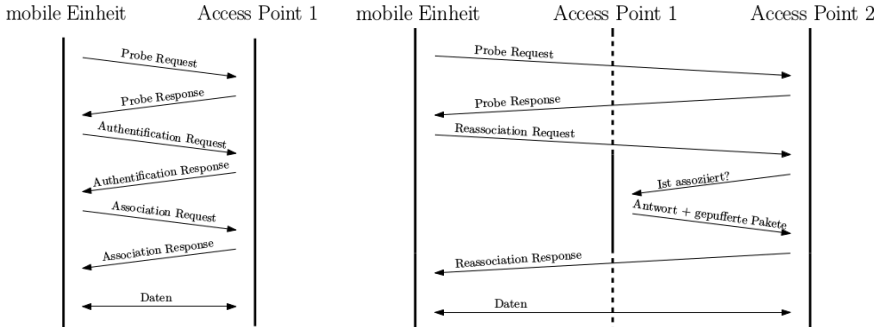 mobile Einheit
Access Point 1
Probe Request
Probe Response
Authentification Request
Authentification Response
Association Request
Association Response
Daten
mobile Einheit
Access Point 1
Access Point 2
Probe Request
Probe Response
Reassociation Request
Ist assoziiert?
Antwort + gepufferte Pakete
Reassociation Response
Daten